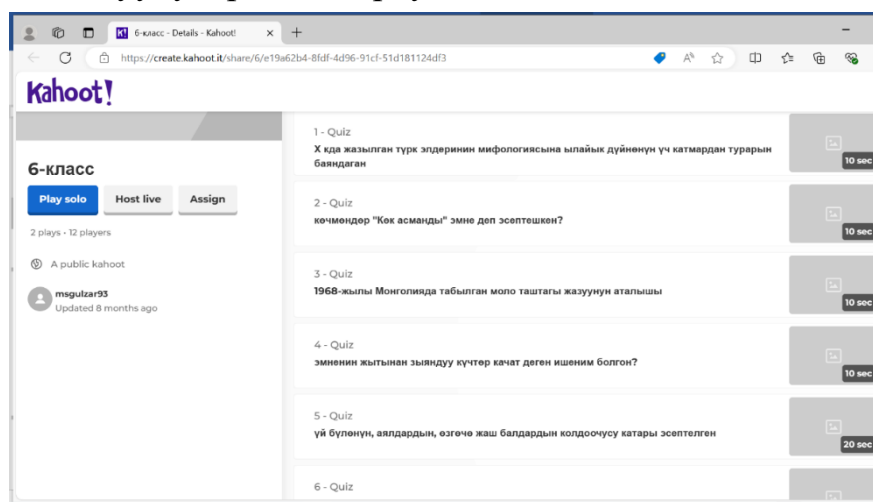 6-класс - Details - Kahoot!
https://create.kahoot.it/share/6/e19a62b4-8fdf-4d96-91cf-51d181124df3
Kahoot!
6-класс
Play solo
Host live
Assign
2 plays · 12 players
A public kahoot
msgulzar93
Updated 8 months ago
1 - Quiz
X кда жазылган түрк элдеринин мифологиясына ылайык дүйнөнүн үч катмардан турарын
баяндаган
10 sec
2 - Quiz
көчмөндөр "Көк асманды" эмне деп эсептешкен?
10 sec
3 - Quiz
1968-жылы Монголияда табылган моло таштагы жазуунун аталышы
10 sec
4 - Quiz
эмненин жытынан зыяндуу күчтөр качат деген ишеним болгон?
10 sec
5 - Quiz
үй бүлөнүн, аялдардын, өзгөчө жаш балдардын колдоочусу катары эсептелген
20 sec
6 - Quiz